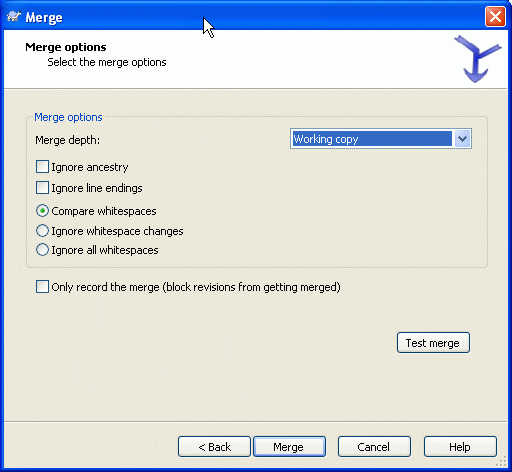 Merge
Merge options
Select the merge options
Merge options
Merge depth: Working copy
Ignore ancestry
Ignore line endings
Compare whitespaces
Ignore whitespace changes
Ignore all whitespaces
Only record the merge (block revisions from getting merged)
Test merge
< Back Merge Cancel Help